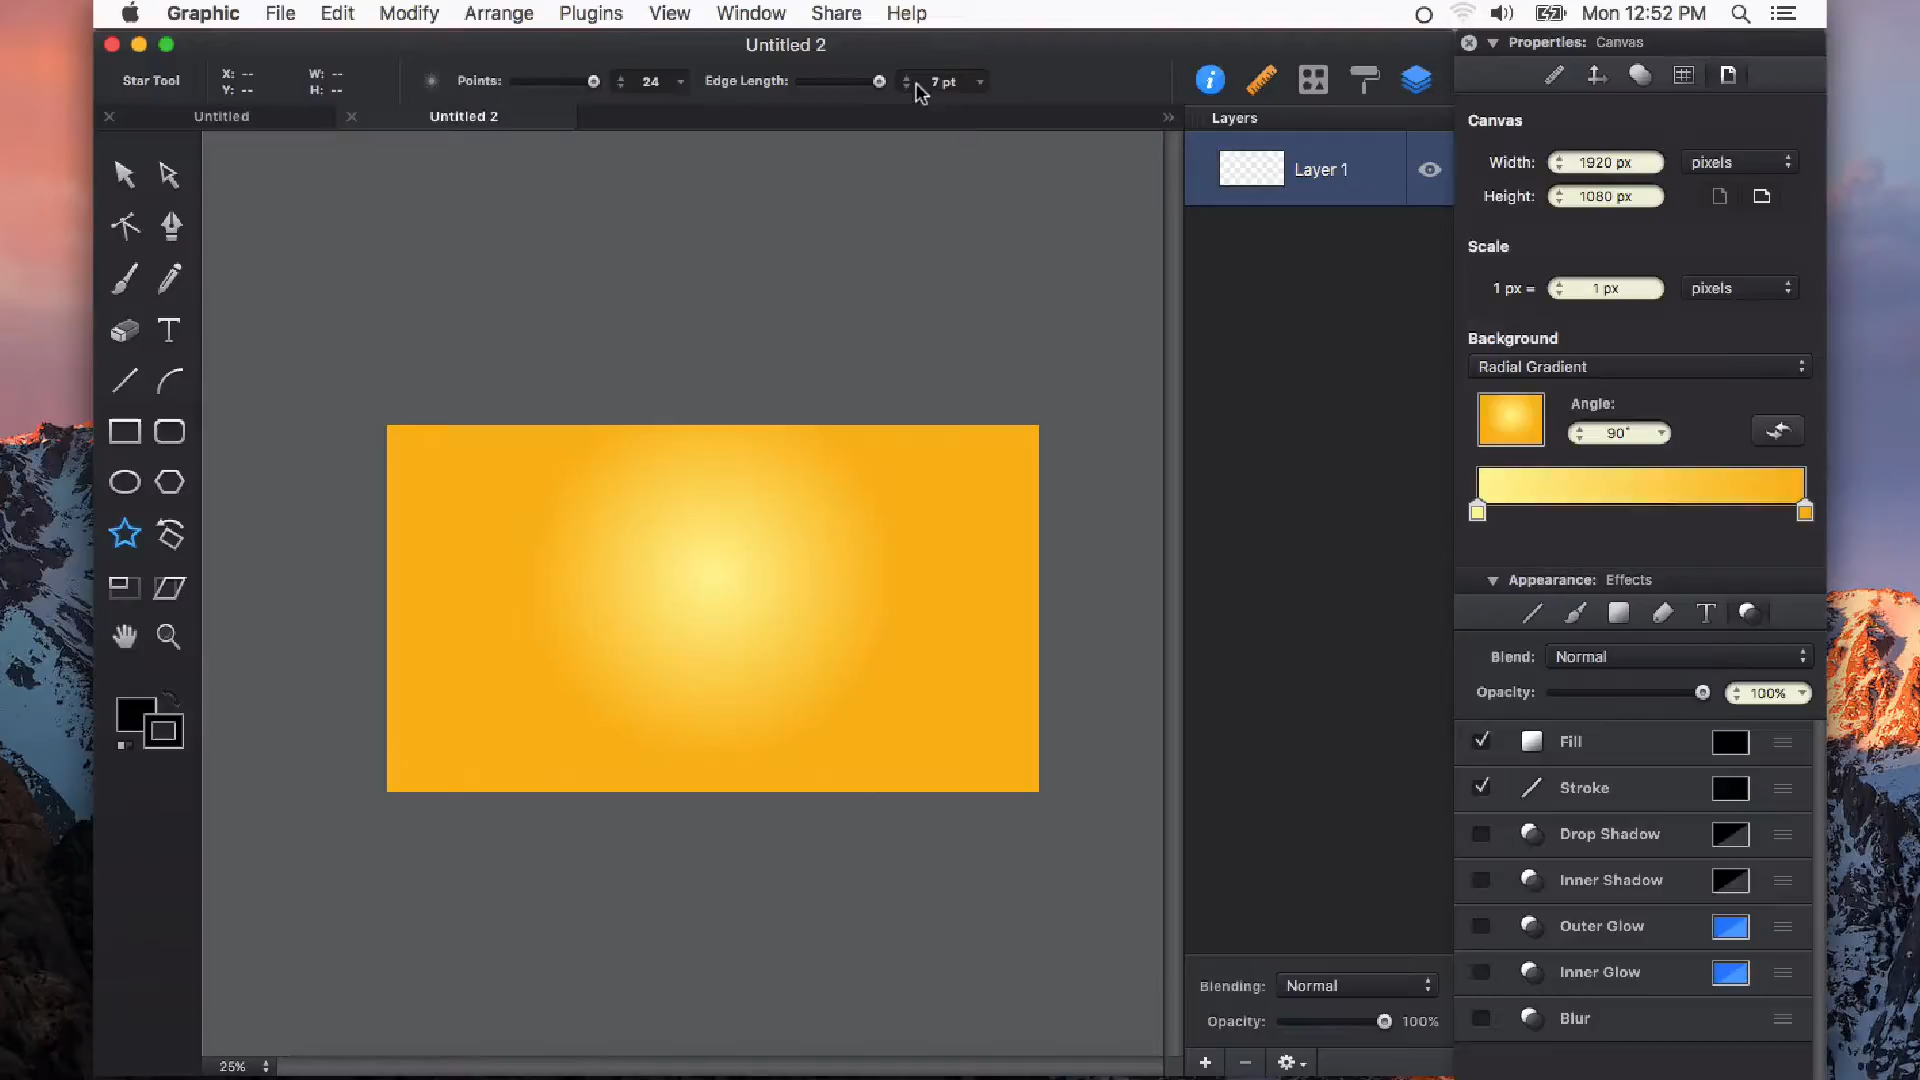 Graphic File Edit Modify Arrange Plugins View Window Share Help Mon 12:52 PM
Untitled 2
Properties: Canvas
Star Tool X: -- W: -- Points: 24 Edge Length: 7 pt
Y: -- H: --
Untitled Untitled 2
Layers
Layer 1
Canvas
Width: 1920 px pixels
Height: 1080 px
Scale
1 px = 1 px pixels
Background
Radial Gradient
Angle:
90°
Appearance: Effects
Blend: Normal
Opacity: 100%
Fill
Stroke
Drop Shadow
Inner Shadow
Outer Glow
Inner Glow
Blur
Blending: Normal
Opacity: 100%
25%